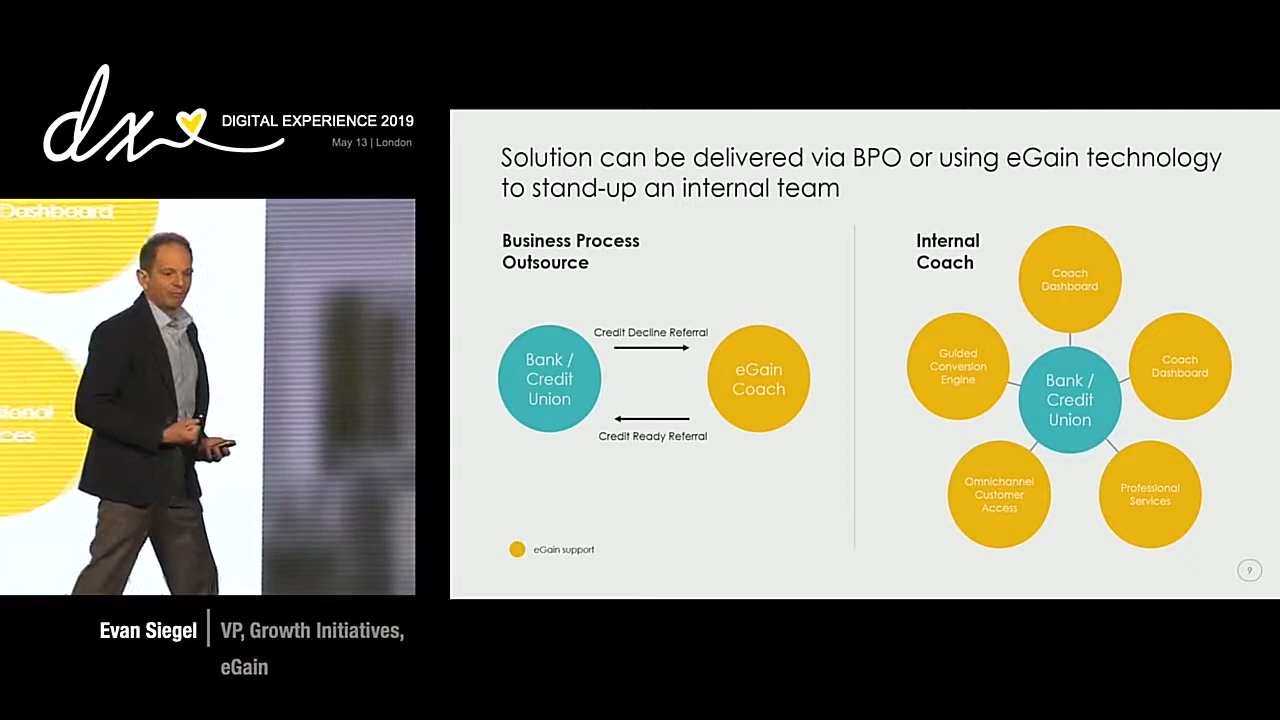 dx
DIGITAL EXPERIENCE 2019
May 13 | London
Dashboard
Solution can be delivered via BPO or using eGain technology
to stand-up an internal team
Business Process
Outsource
Bank /
Credit
Union
Credit Decline Referral
eGain
Coach
Credit Ready Referral
eGain support
Internal
Coach
Coach
Dashboard
Guided
Conversion
Engine
Coach
Dashboard
Bank /
Credit
Union
Omnichannel
Customer
Access
Professional
Services
9
Evan Siegel
VP, Growth Initiatives,
eGain